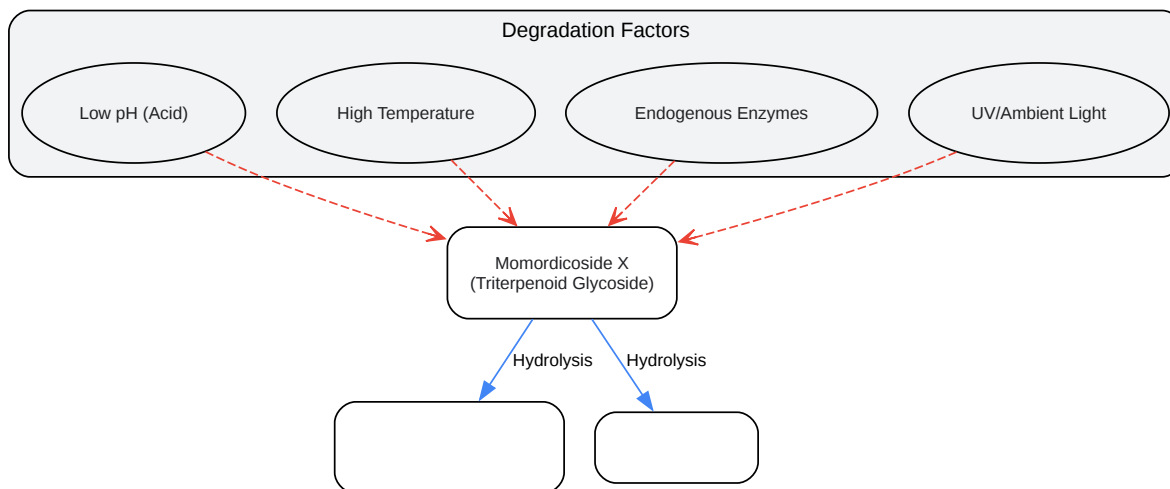 Degradation Factors
Low pH (Acid)
High Temperature
Endogenous Enzymes
UV/Ambient Light
Momordicoside X
(Triterpenoid Glycoside)
Hydrolysis
Hydrolysis